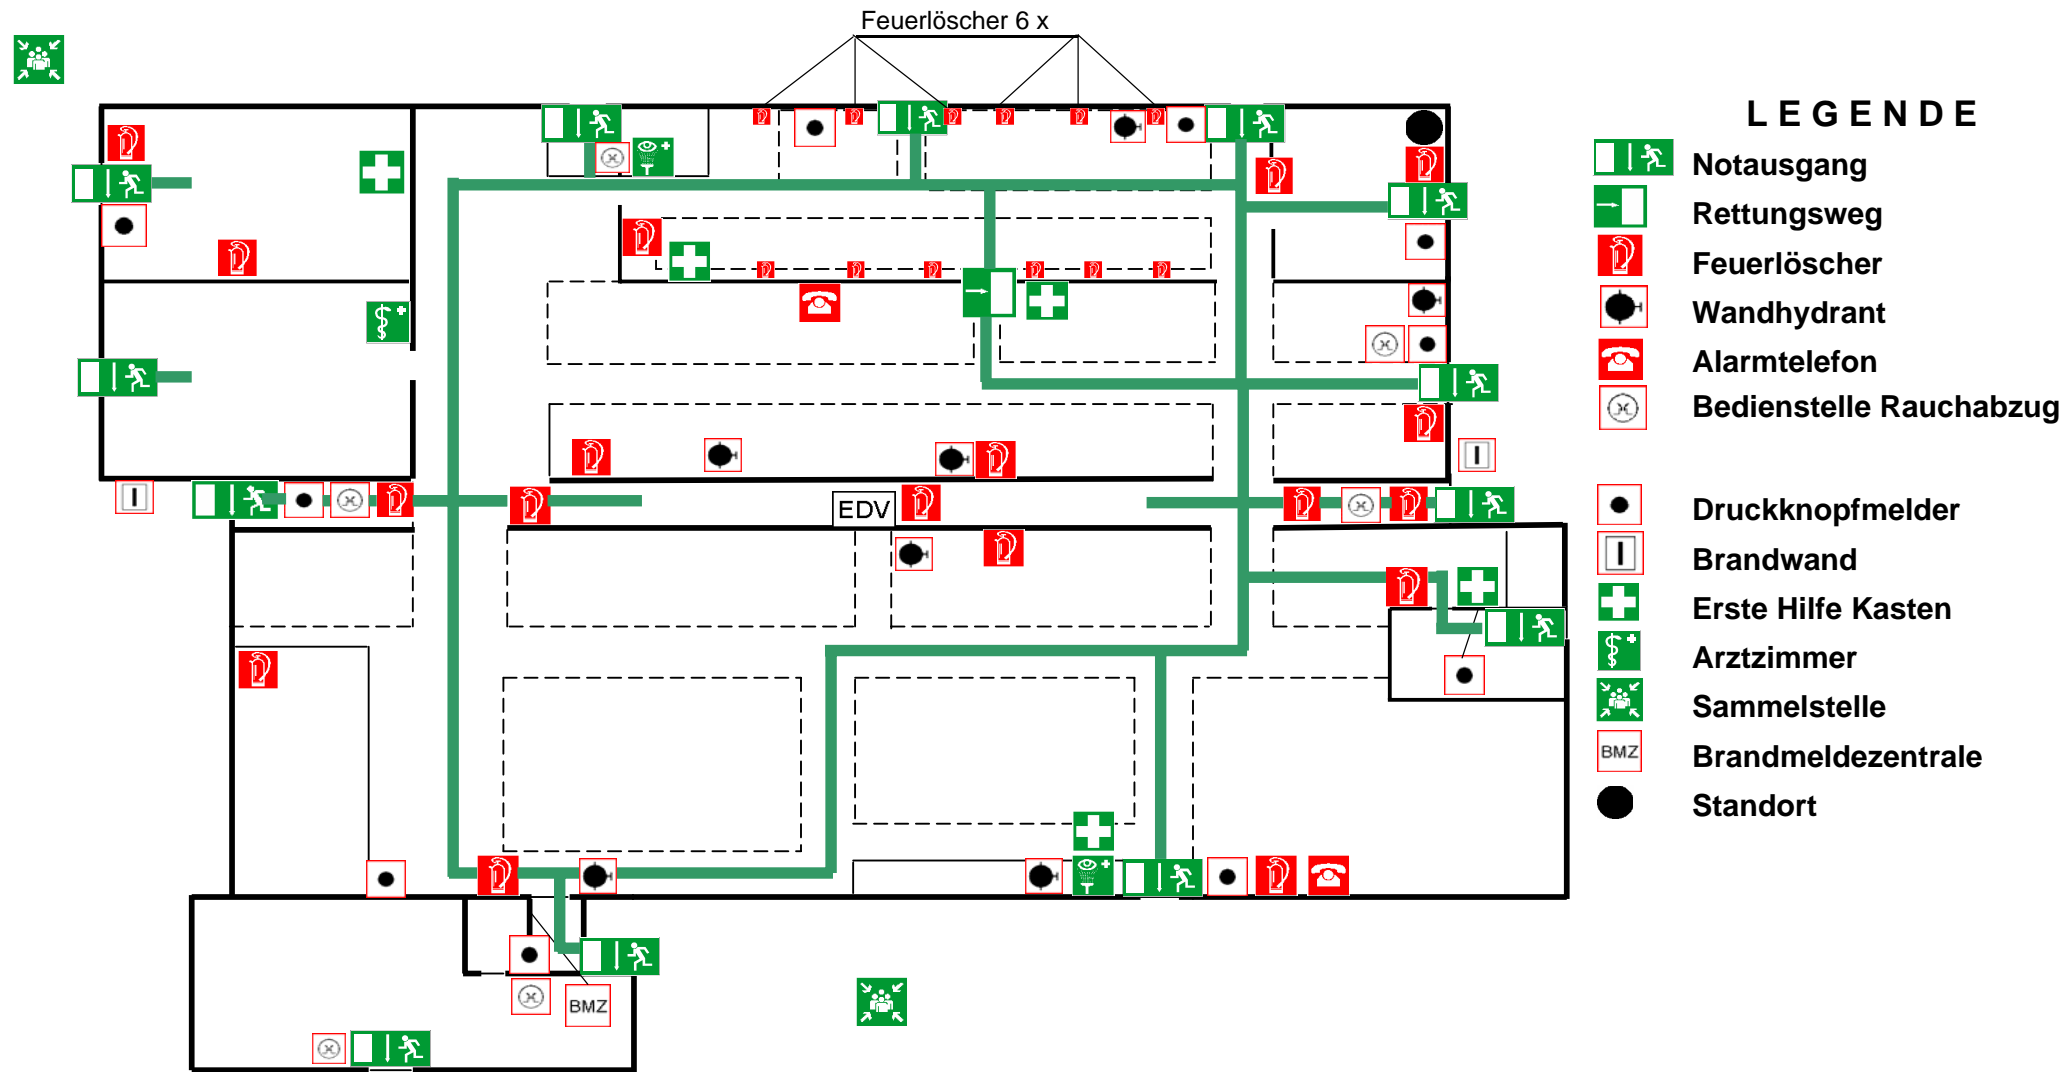 Feuerlöscher 6 x
L E G E N D E
Notausgang
Rettungsweg
Feuerlöscher
Wandhydrant
Alarmtelefon
Bedienstelle Rauchabzug
EDV
Druckknopfmelder
Brandwand
Erste Hilfe Kasten
Arztzimmer
Sammelstelle
BMZ Brandmeldezentrale
Standort
BMZ